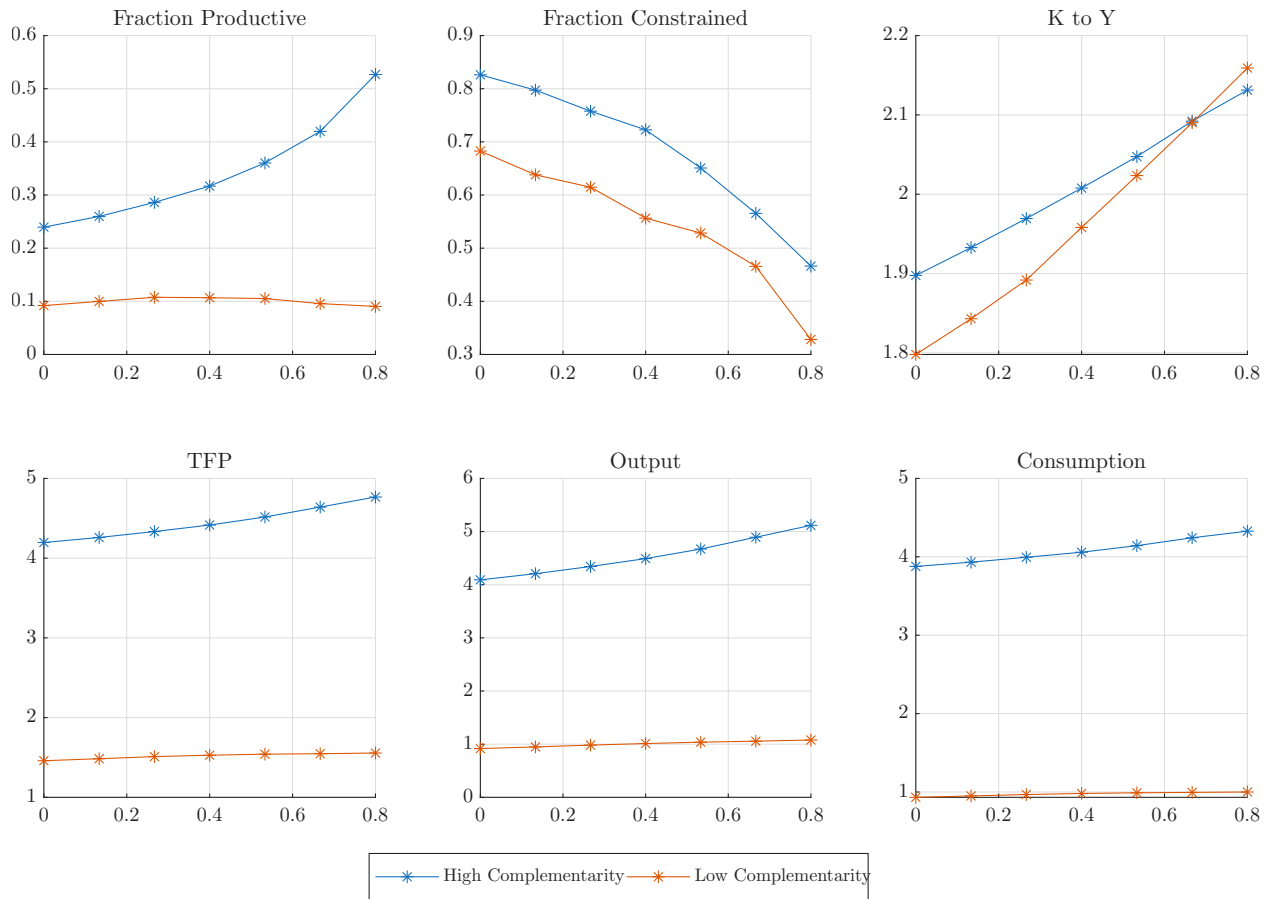 Fraction Productive
0.6
0.5
0.4
0.3
0.2
0.1
0
0 0.2 0.4 0.6 0.8
Fraction Constrained
0.9
0.8
0.7
0.6
0.5
0.4
0.3
0 0.2 0.4 0.6 0.8
K to Y
2.2
2.1
2
1.9
1.8
0 0.2 0.4 0.6 0.8
TFP
5
4
3
2
1
0 0.2 0.4 0.6 0.8
Output
6
5
4
3
2
1
0
0 0.2 0.4 0.6 0.8
Consumption
5
4
3
2
1
0 0.2 0.4 0.6 0.8
High Complementarity Low Complementarity